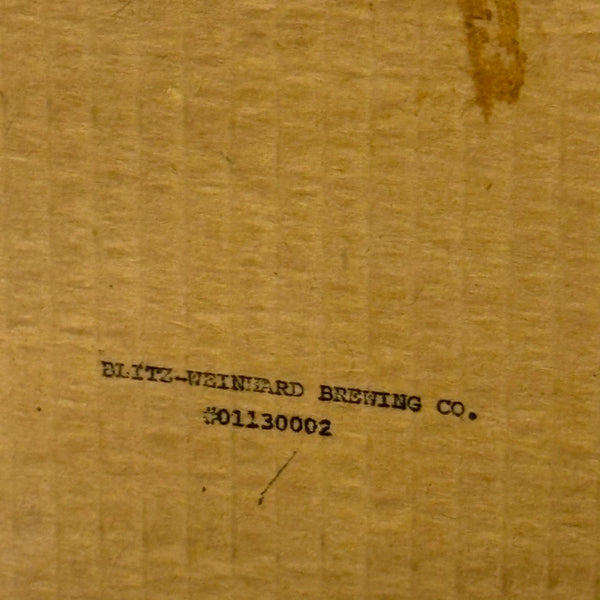 BLITZ-WEINHARD BREWING CO.
#01130002